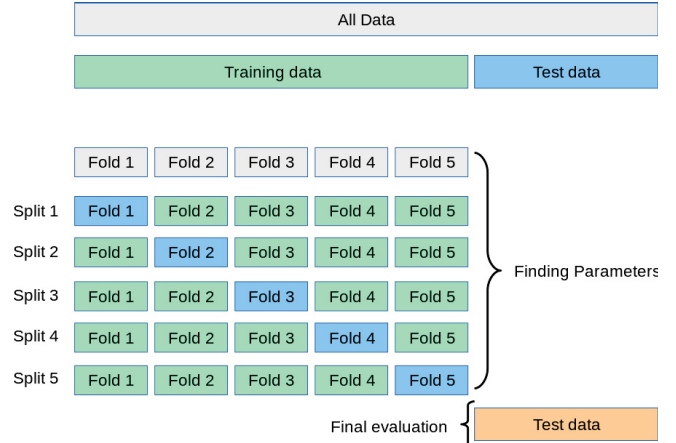 All Data
Training data Test data
Fold 1 Fold 2 Fold 3 Fold 4 Fold 5
Split 1 Fold 1 Fold 2 Fold 3 Fold 4 Fold 5
Split 2 Fold 1 Fold 2 Fold 3 Fold 4 Fold 5
Finding Parameters
Split 3 Fold 1 Fold 2 Fold 3 Fold 4 Fold 5
Split 4 Fold 1 Fold 2 Fold 3 Fold 4 Fold 5
Split 5 Fold 1 Fold 2 Fold 3 Fold 4 Fold 5
Final evaluation Test data